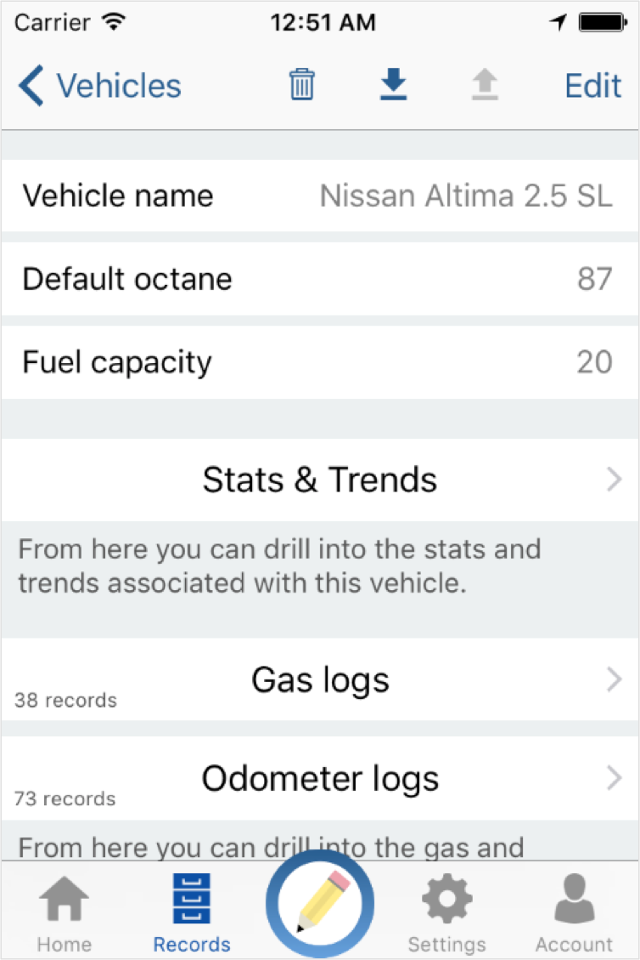 Carrier 12:51 AM
Vehicles Edit
Vehicle name Nissan Altima 2.5 SL
Default octane 87
Fuel capacity 20
Stats & Trends
From here you can drill into the stats and
trends associated with this vehicle.
Gas logs
38 records
Odometer logs
73 records
From here you can drill into the gas and
Home Records Settings Account